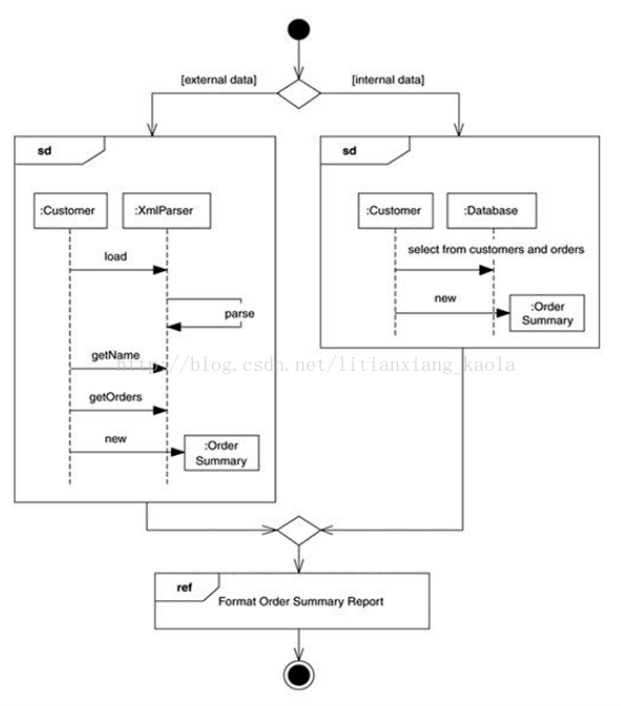 [external data]
[internal data]
sd
:Customer
:XmlParser
load
parse
getName
getOrders
new
:Order
Summary
sd
:Customer
:Database
select from customers and orders
new
:Order
Summary
http://blog.csdn.net/litianxiang_kaola
ref
Format Order Summary Report